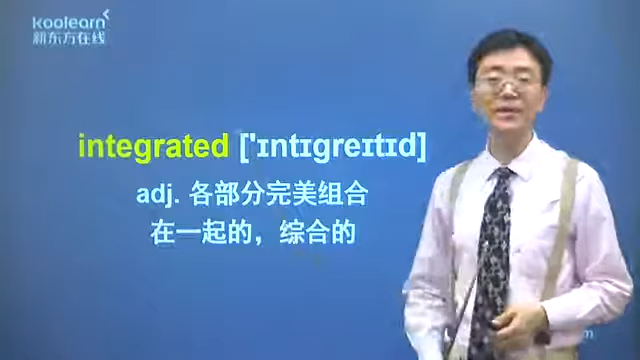 koolearn
新东方在线
integrated ['ɪntɪgreɪtɪd]
adj. 各部分完美组合
在一起的，综合的